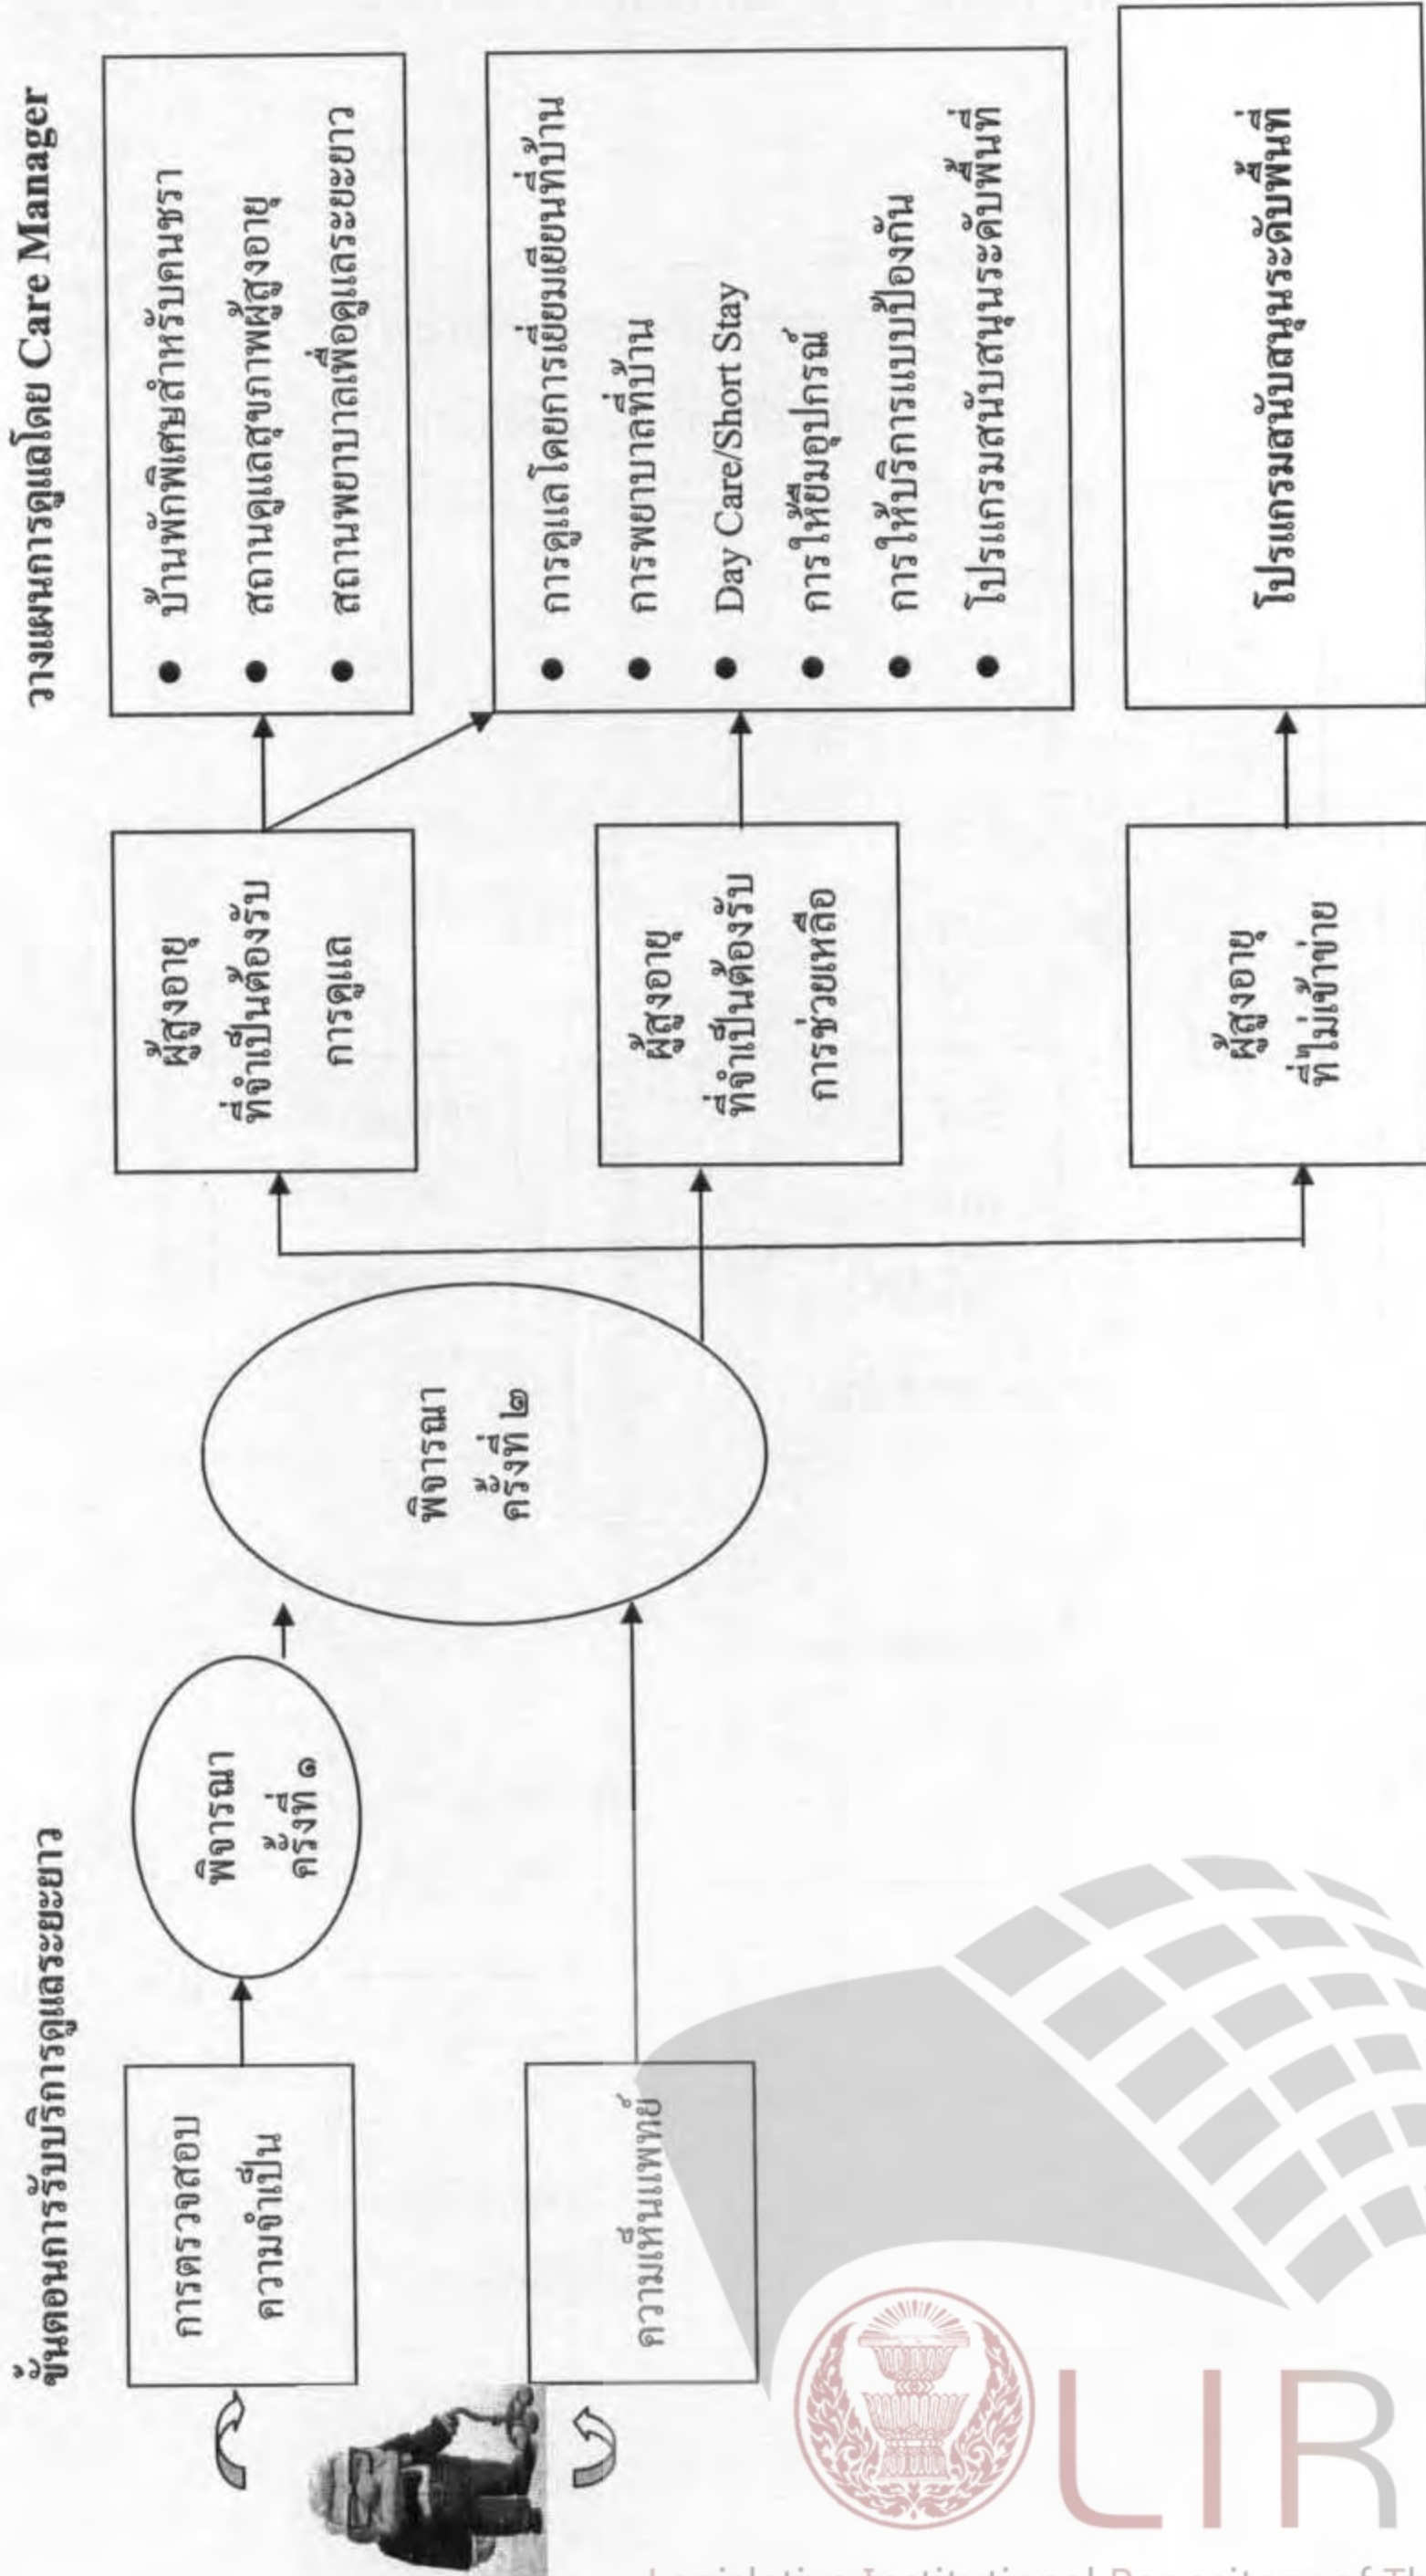 ขั้นตอนการรับบริการดูแลระยะยาว
วางแผนการดูแลโดย Care Manager
การตรวจสอบ
ความจำเป็น
ความเห็นแพทย์
พิจารณา
ครั้งที่ ๑
พิจารณา
ครั้งที่ ๒
ผู้สูงอายุ
ที่จำเป็นต้องรับ
การดูแล
ผู้สูงอายุ
ที่จำเป็นต้องรับ
การช่วยเหลือ
ผู้สูงอายุ
ที่ไม่เข้าข่าย
● บ้านพักพิเศษสำหรับคนชรา
● สถานดูแลสุขภาพผู้สูงอายุ
● สถานพยาบาลเพื่อดูแลระยะยาว
● การดูแลโดยการเยี่ยมเยียนที่บ้าน
● การพยาบาลที่บ้าน
● Day Care/Short Stay
● การให้ยืมอุปกรณ์
● การให้บริการแบบป้องกัน
● โปรแกรมสนับสนุนระดับพื้นที่
โปรแกรมสนับสนุนระดับพื้นที่
LIR